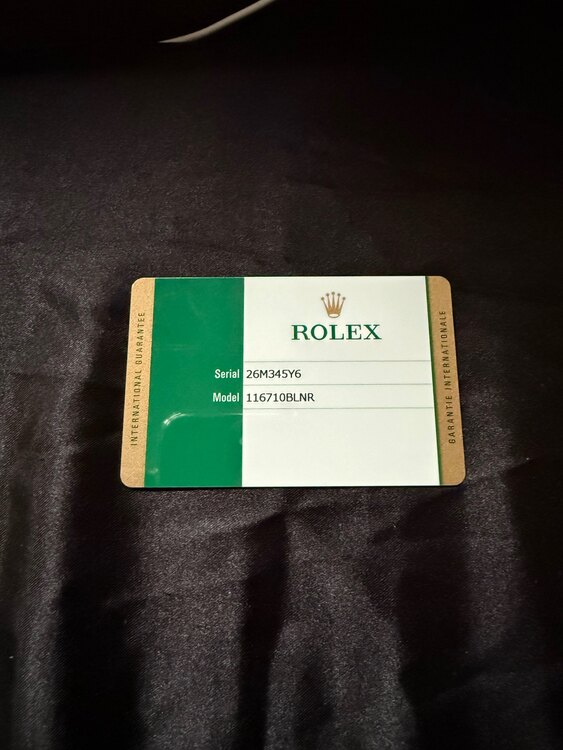 INTERNATIONAL GUARANTEE
ROLEX
Serial 26M345Y6
Model 116710BLNR
GARANTIE INTERNATIONALE